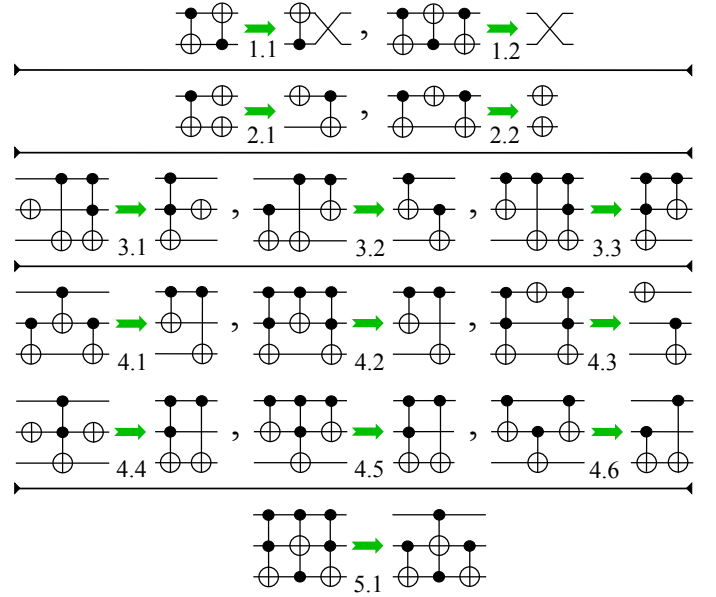 1.1 , 1.2
2.1 , 2.2
3.1 , 3.2 , 3.3
4.1 , 4.2 , 4.3
4.4 , 4.5 , 4.6
5.1